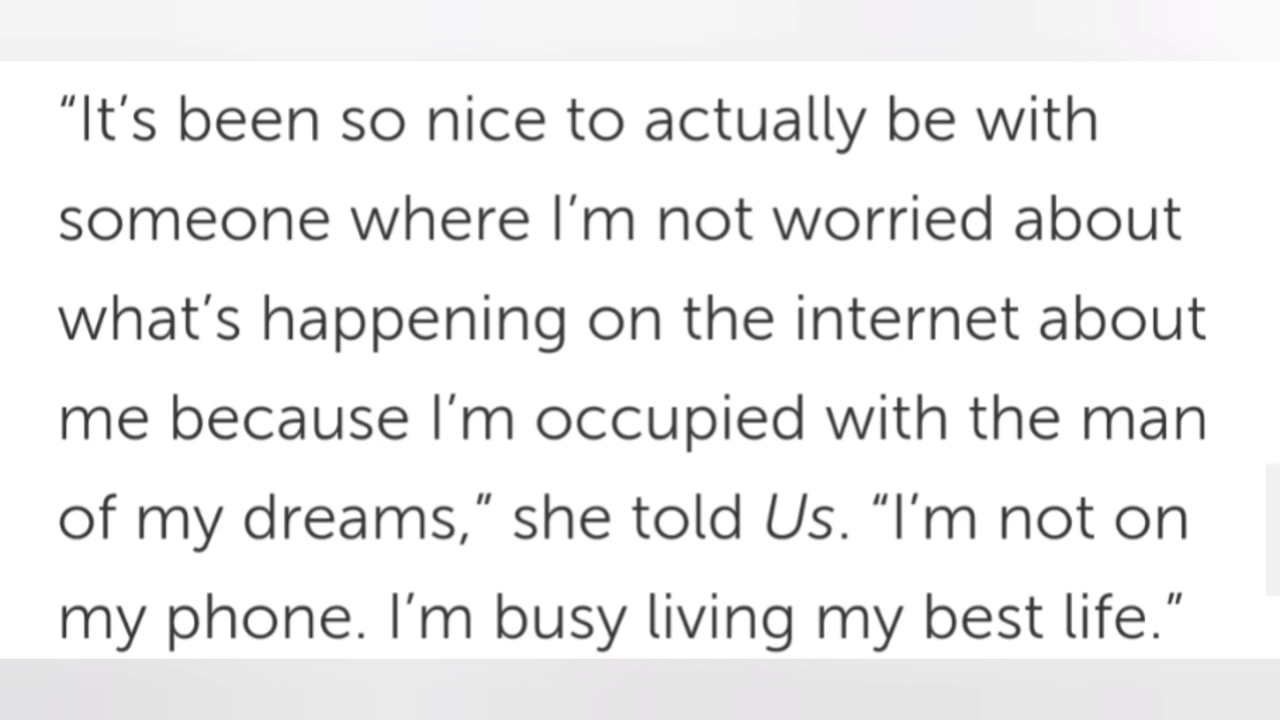 “It’s been so nice to actually be with
someone where I’m not worried about
what’s happening on the internet about
me because I’m occupied with the man
of my dreams,” she told Us. “I’m not on
my phone. I’m busy living my best life.”